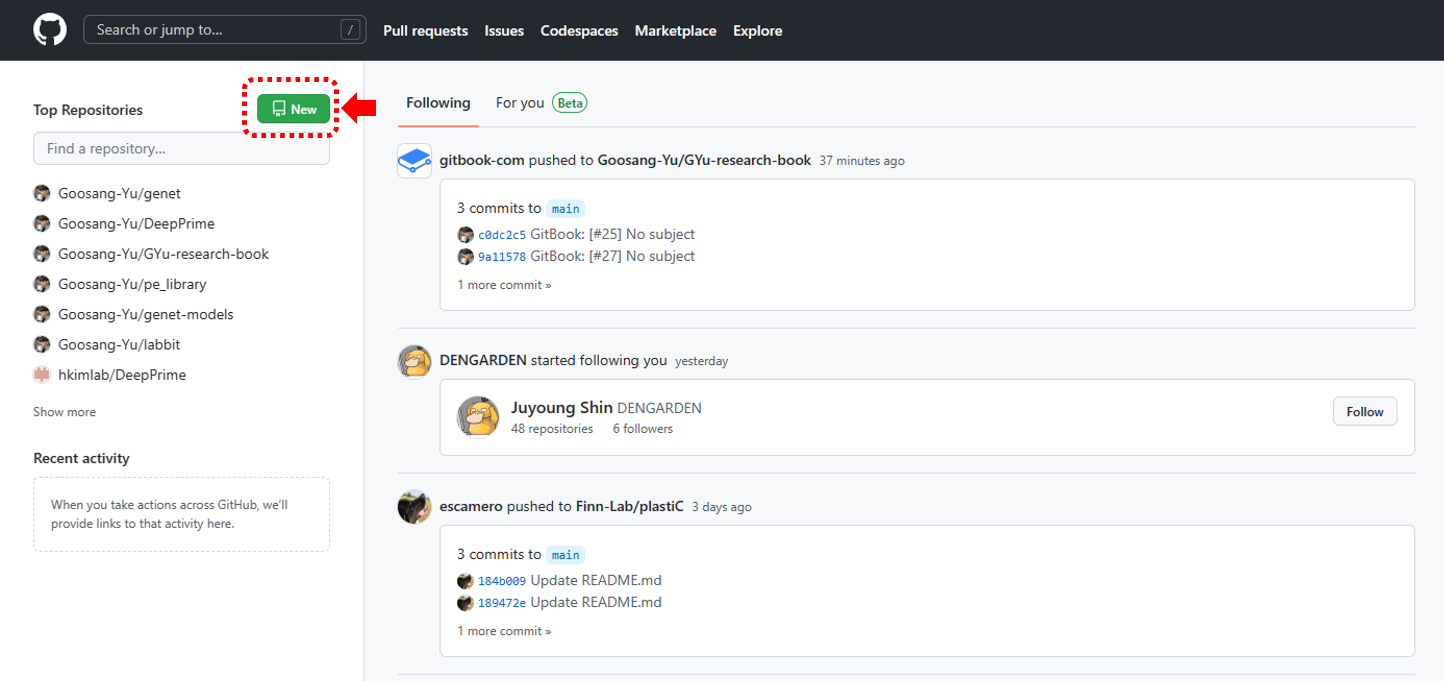 Search or jump to... /
Pull requests Issues Codespaces Marketplace Explore
Top Repositories
New
Find a repository...
Goosang-Yu/genet
Goosang-Yu/DeepPrime
Goosang-Yu/GYu-research-book
Goosang-Yu/pe_library
Goosang-Yu/genet-models
Goosang-Yu/labbit
hkimlab/DeepPrime
Show more
Recent activity
When you take actions across GitHub, we'll
provide links to that activity here.
Following For you Beta
gitbook-com pushed to Goosang-Yu/GYu-research-book 37 minutes ago
3 commits to main
c0dc2c5 GitBook: [#25] No subject
9a11578 GitBook: [#27] No subject
1 more commit »
DENGARDEN started following you yesterday
Juyoung Shin DENGARDEN
48 repositories 6 followers
Follow
escamero pushed to Finn-Lab/plastiC 3 days ago
3 commits to main
184b009 Update README.md
189472e Update README.md
1 more commit »